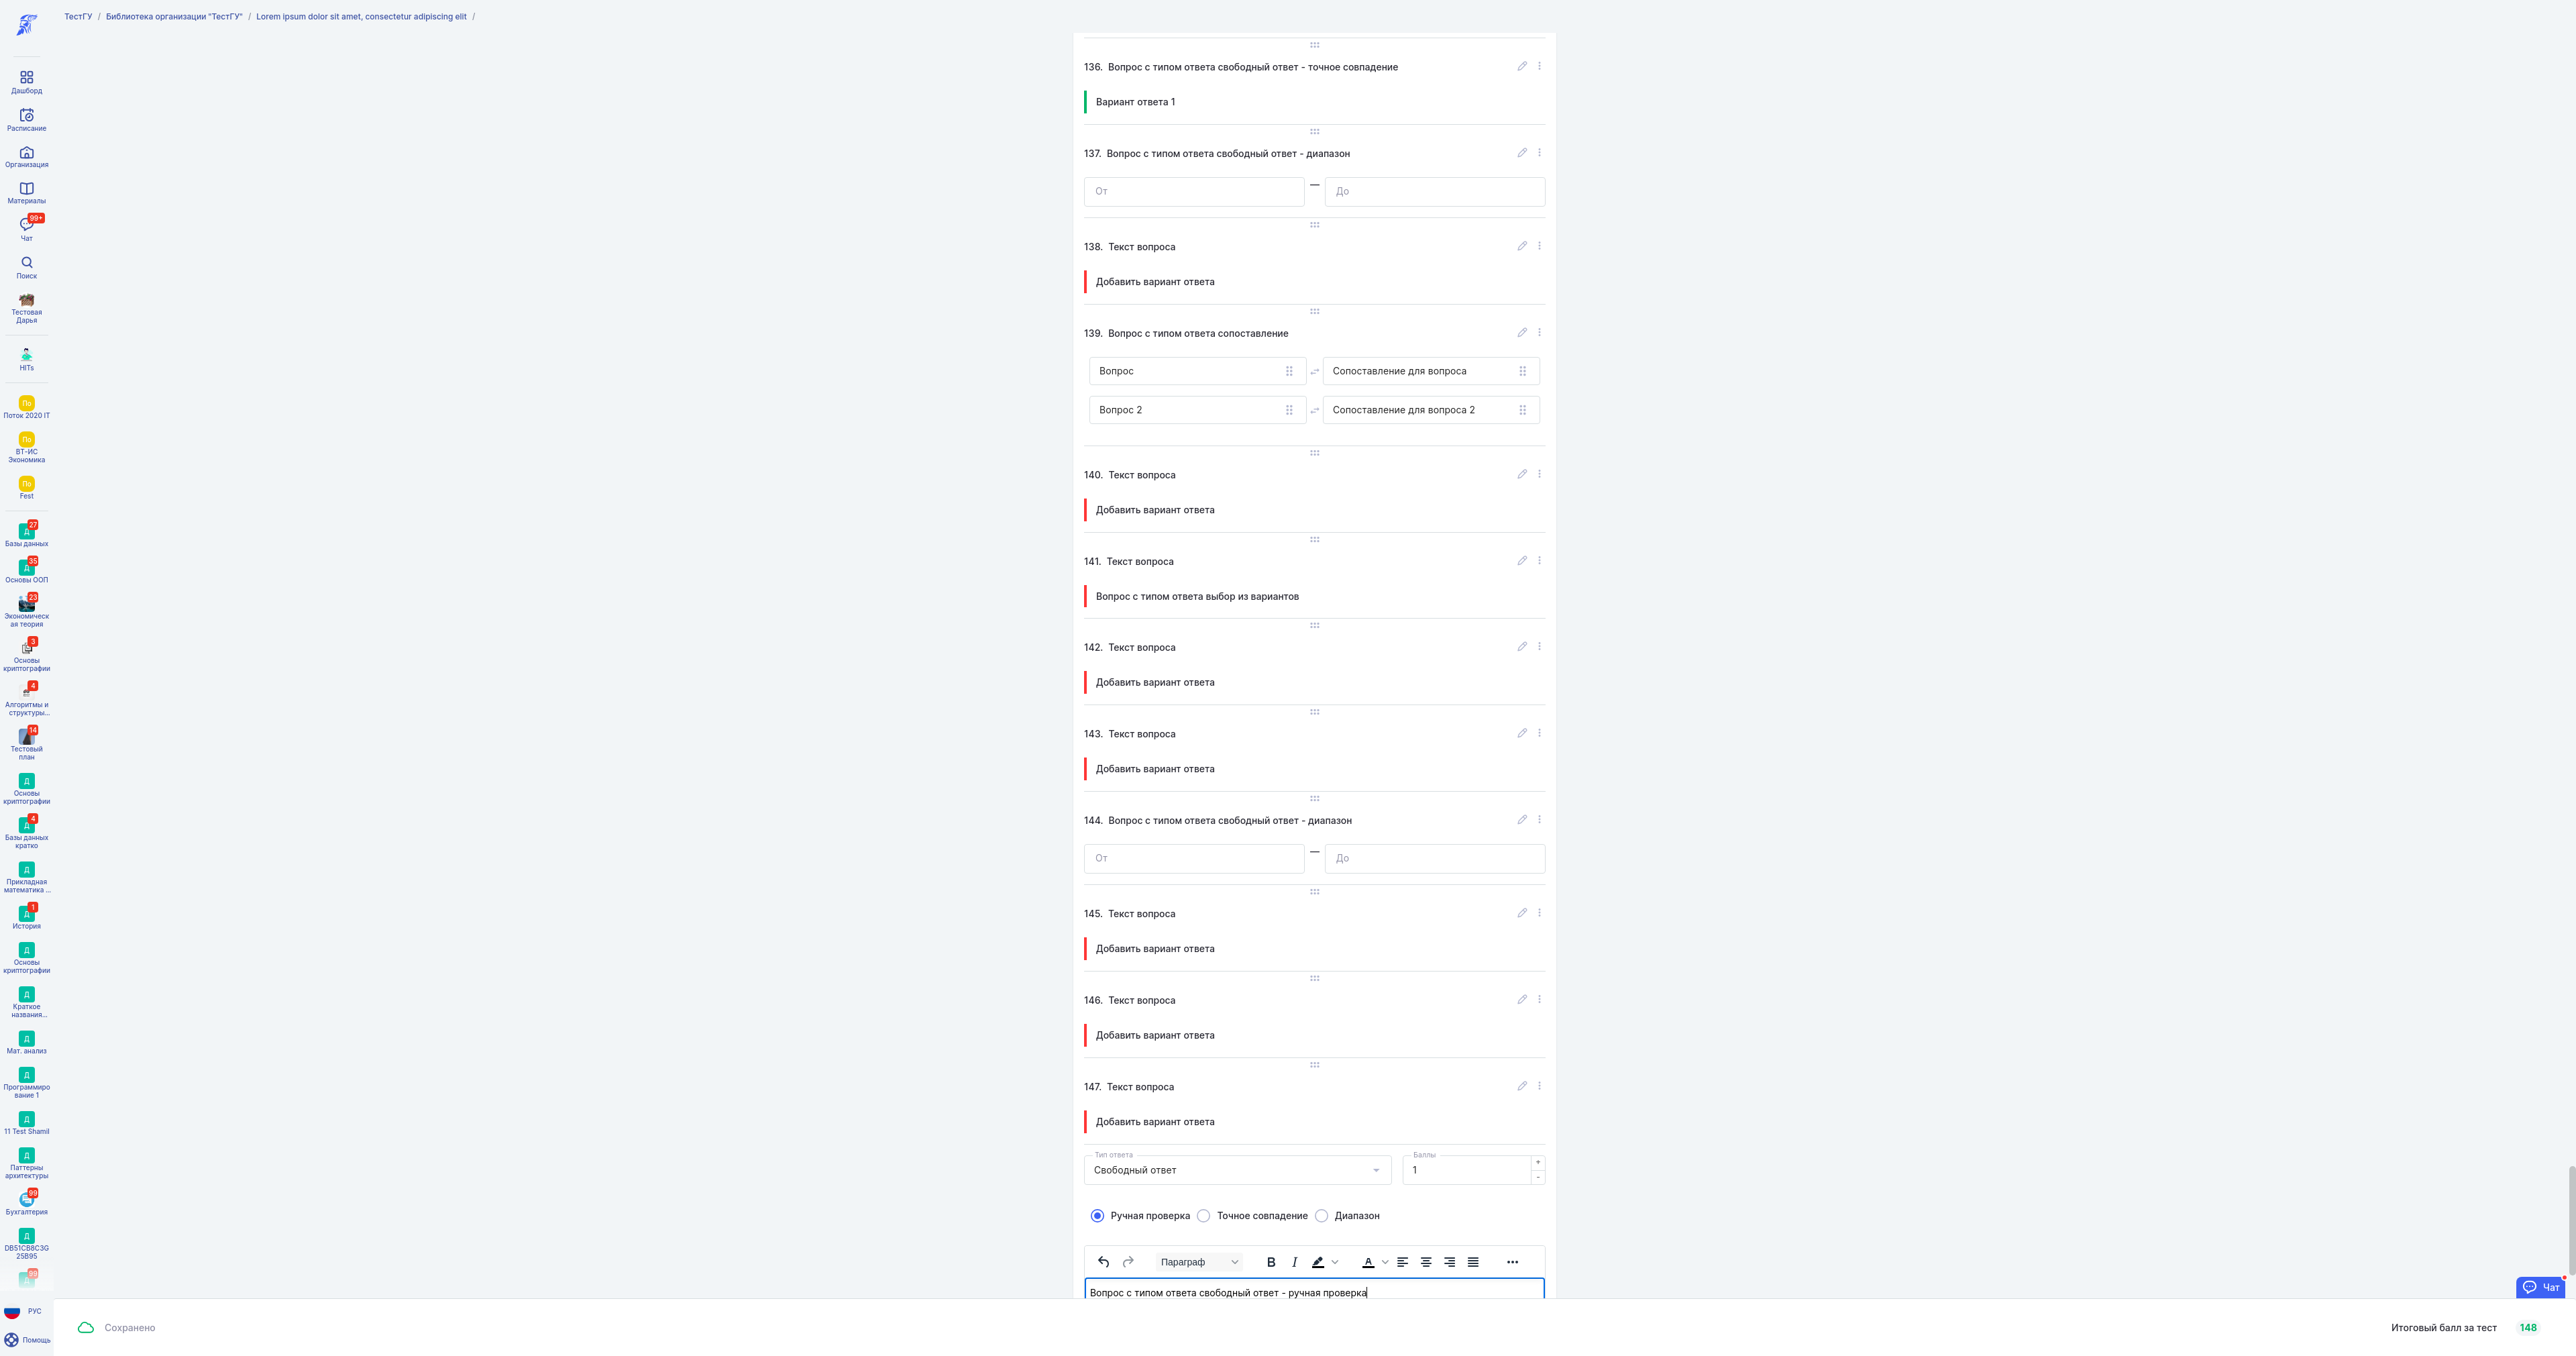 ТестГУ / Библиотека организации "ТестГУ" / Lorem ipsum dolor sit amet, consectetur adipiscing elit /
Дашборд
Расписание
Организация
Материалы
99+
Чат
Поиск
Тестовая
Дарья
HITs
По
Поток 2020 IT
По
ВТ-ИС
Экономика
По
Fest
27
Д
Базы данных
35
Д
Основы ООП
23
Экономическ
ая теория
3
Основы
криптографии
4
Алгоритмы и
структуры...
14
Тестовый
план
Д
Основы
криптографии
4
Д
Базы данных
кратко
Д
Прикладная
математика ...
1
Д
История
Д
Основы
криптографии
Д
Краткое
названия...
Д
Мат. анализ
Д
Программиро
вание 1
Д
11 Test Shamil
Д
Паттерны
архитектуры
99
Бухгалтерия
Д
DB51CB8C3G
25B95
99
Д
РУС
Помощь
136. Вопрос с типом ответа свободный ответ - точное совпадение
Вариант ответа 1
137. Вопрос с типом ответа свободный ответ - диапазон
От — До
138. Текст вопроса
Добавить вариант ответа
139. Вопрос с типом ответа сопоставление
Вопрос Сопоставление для вопроса
Вопрос 2 Сопоставление для вопроса 2
140. Текст вопроса
Добавить вариант ответа
141. Текст вопроса
Вопрос с типом ответа выбор из вариантов
142. Текст вопроса
Добавить вариант ответа
143. Текст вопроса
Добавить вариант ответа
144. Вопрос с типом ответа свободный ответ - диапазон
От — До
145. Текст вопроса
Добавить вариант ответа
146. Текст вопроса
Добавить вариант ответа
147. Текст вопроса
Добавить вариант ответа
Тип ответа Баллы
Свободный ответ 1 + -
Ручная проверка Точное совпадение Диапазон
Параграф B I A
Вопрос с типом ответа свободный ответ - ручная проверка
Чат
Сохранено
Итоговый балл за тест 148